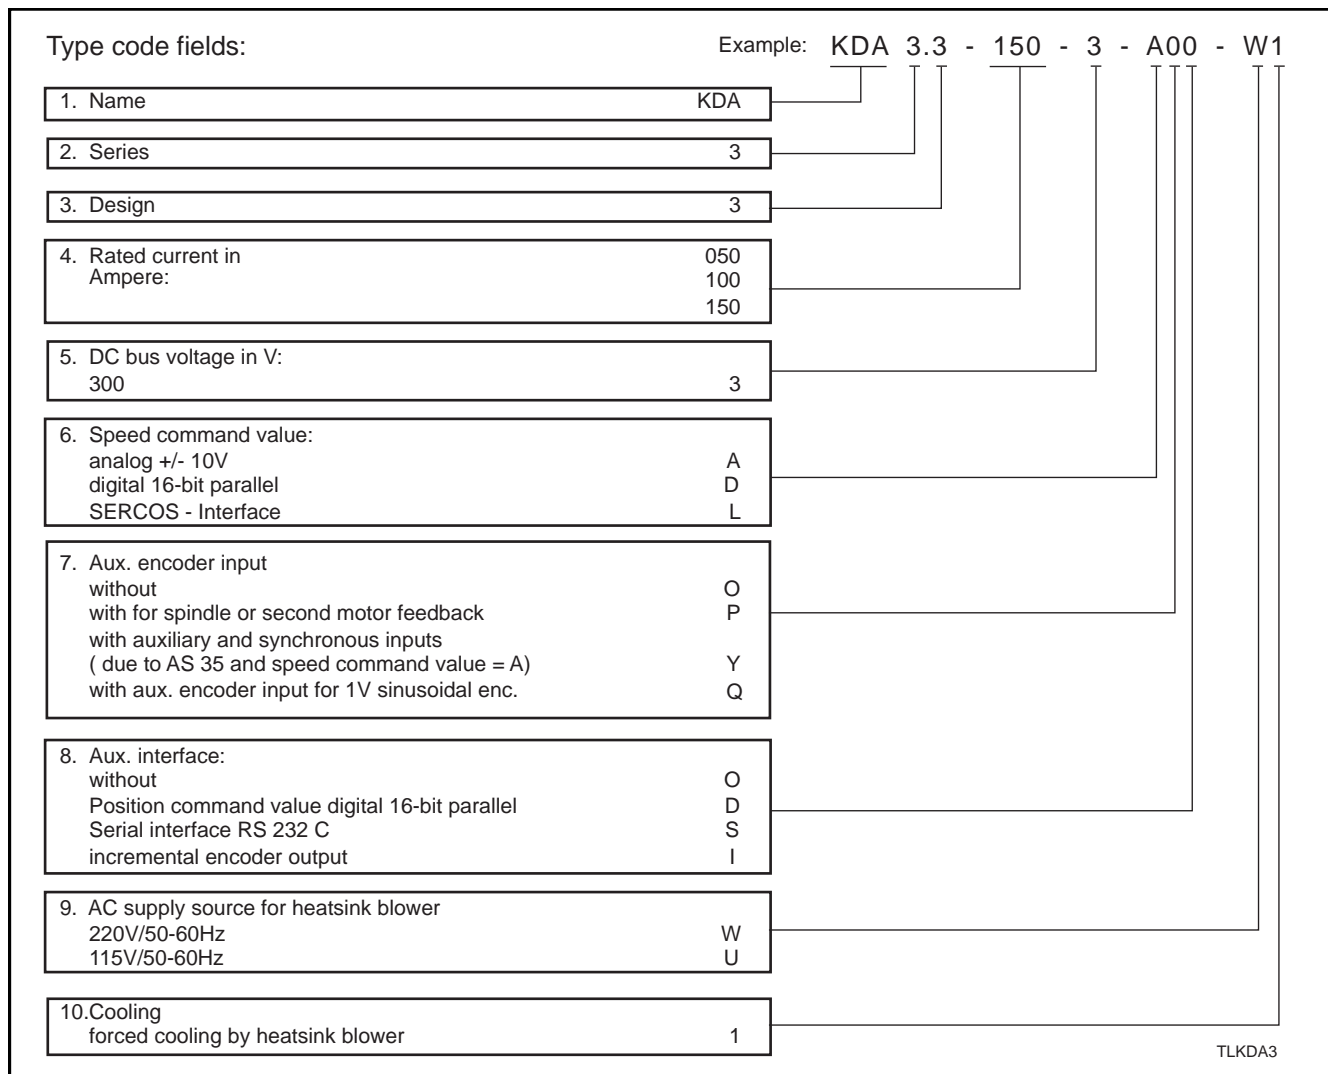 Type code fields:
Example: KDA 3.3 - 150 - 3 - A00 - W1
1. Name KDA
2. Series 3
3. Design 3
4. Rated current in 050
Ampere: 100
150
5. DC bus voltage in V:
300 3
6. Speed command value:
analog +/- 10V A
digital 16-bit parallel D
SERCOS - Interface L
7. Aux. encoder input
without O
with for spindle or second motor feedback P
with auxiliary and synchronous inputs
( due to AS 35 and speed command value = A) Y
with aux. encoder input for 1V sinusoidal enc. Q
8. Aux. interface:
without O
Position command value digital 16-bit parallel D
Serial interface RS 232 C S
incremental encoder output I
9. AC supply source for heatsink blower
220V/50-60Hz W
115V/50-60Hz U
10.Cooling
forced cooling by heatsink blower 1
TLKDA3